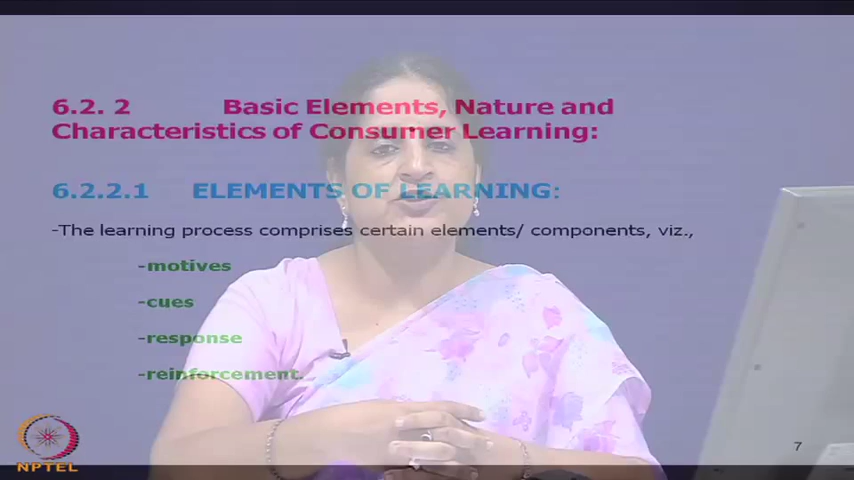 6.2. 2 Basic Elements, Nature and
Characteristics of Consumer Learning:
6.2.2.1 ELEMENTS OF LEARNING:
-The learning process comprises certain elements/ components, viz.,
-motives
-cues
-response
-reinforcement.
NPTEL
7